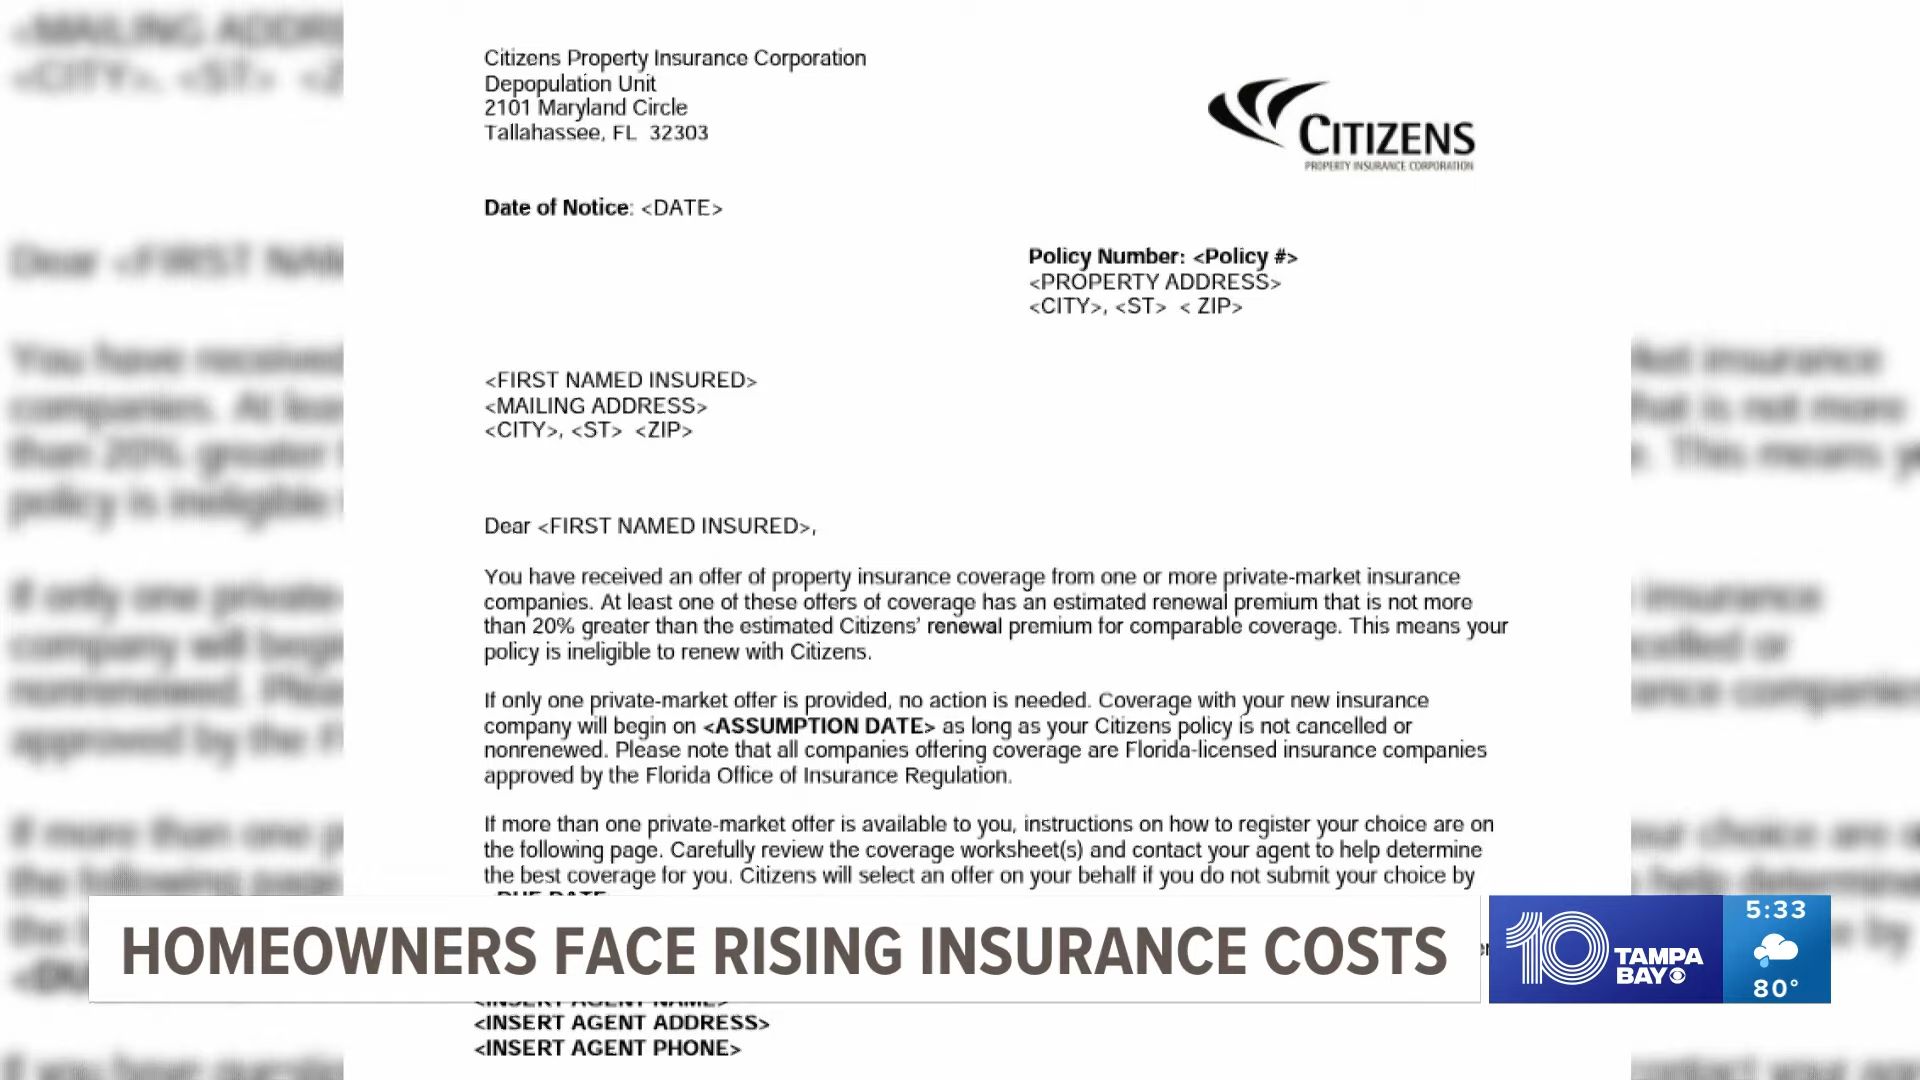 Citizens Property Insurance Corporation
Depopulation Unit
2101 Maryland Circle
Tallahassee, FL 32303
CITIZENS
PROPERTY INSURANCE CORPORATION
Date of Notice: <DATE>
Policy Number: <Policy #>
<PROPERTY ADDRESS>
<CITY>, <ST> < ZIP>
<FIRST NAMED INSURED>
<MAILING ADDRESS>
<CITY>, <ST> <ZIP>
Dear <FIRST NAMED INSURED>,
You have received an offer of property insurance coverage from one or more private-market insurance
companies. At least one of these offers of coverage has an estimated renewal premium that is not more
than 20% greater than the estimated Citizens’ renewal premium for comparable coverage. This means your
policy is ineligible to renew with Citizens.
If only one private-market offer is provided, no action is needed. Coverage with your new insurance
company will begin on <ASSUMPTION DATE> as long as your Citizens policy is not cancelled or
nonrenewed. Please note that all companies offering coverage are Florida-licensed insurance companies
approved by the Florida Office of Insurance Regulation.
If more than one private-market offer is available to you, instructions on how to register your choice are on
the following page. Carefully review the coverage worksheet(s) and contact your agent to help determine
the best coverage for you. Citizens will select an offer on your behalf if you do not submit your choice by
HOMEOWNERS FACE RISING INSURANCE COSTS
10 TAMPA BAY
5:33
80°
<INSERT AGENT NAME>
<INSERT AGENT ADDRESS>
<INSERT AGENT PHONE>